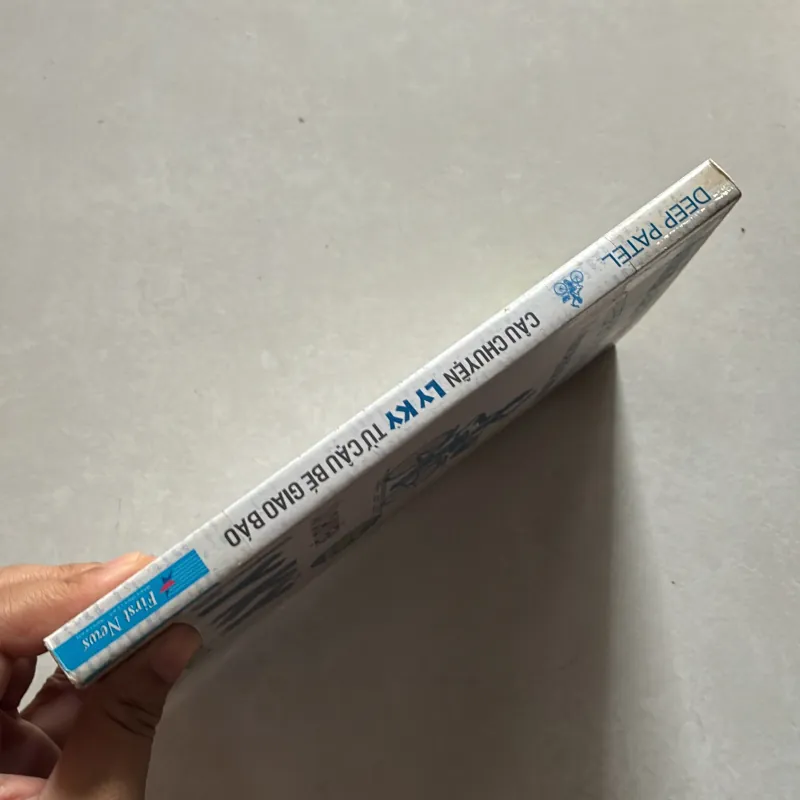 DEEP PATEL
CÂU CHUYỆN LY KỲ TỪ CẬU BÉ GIAO BÁO
First News